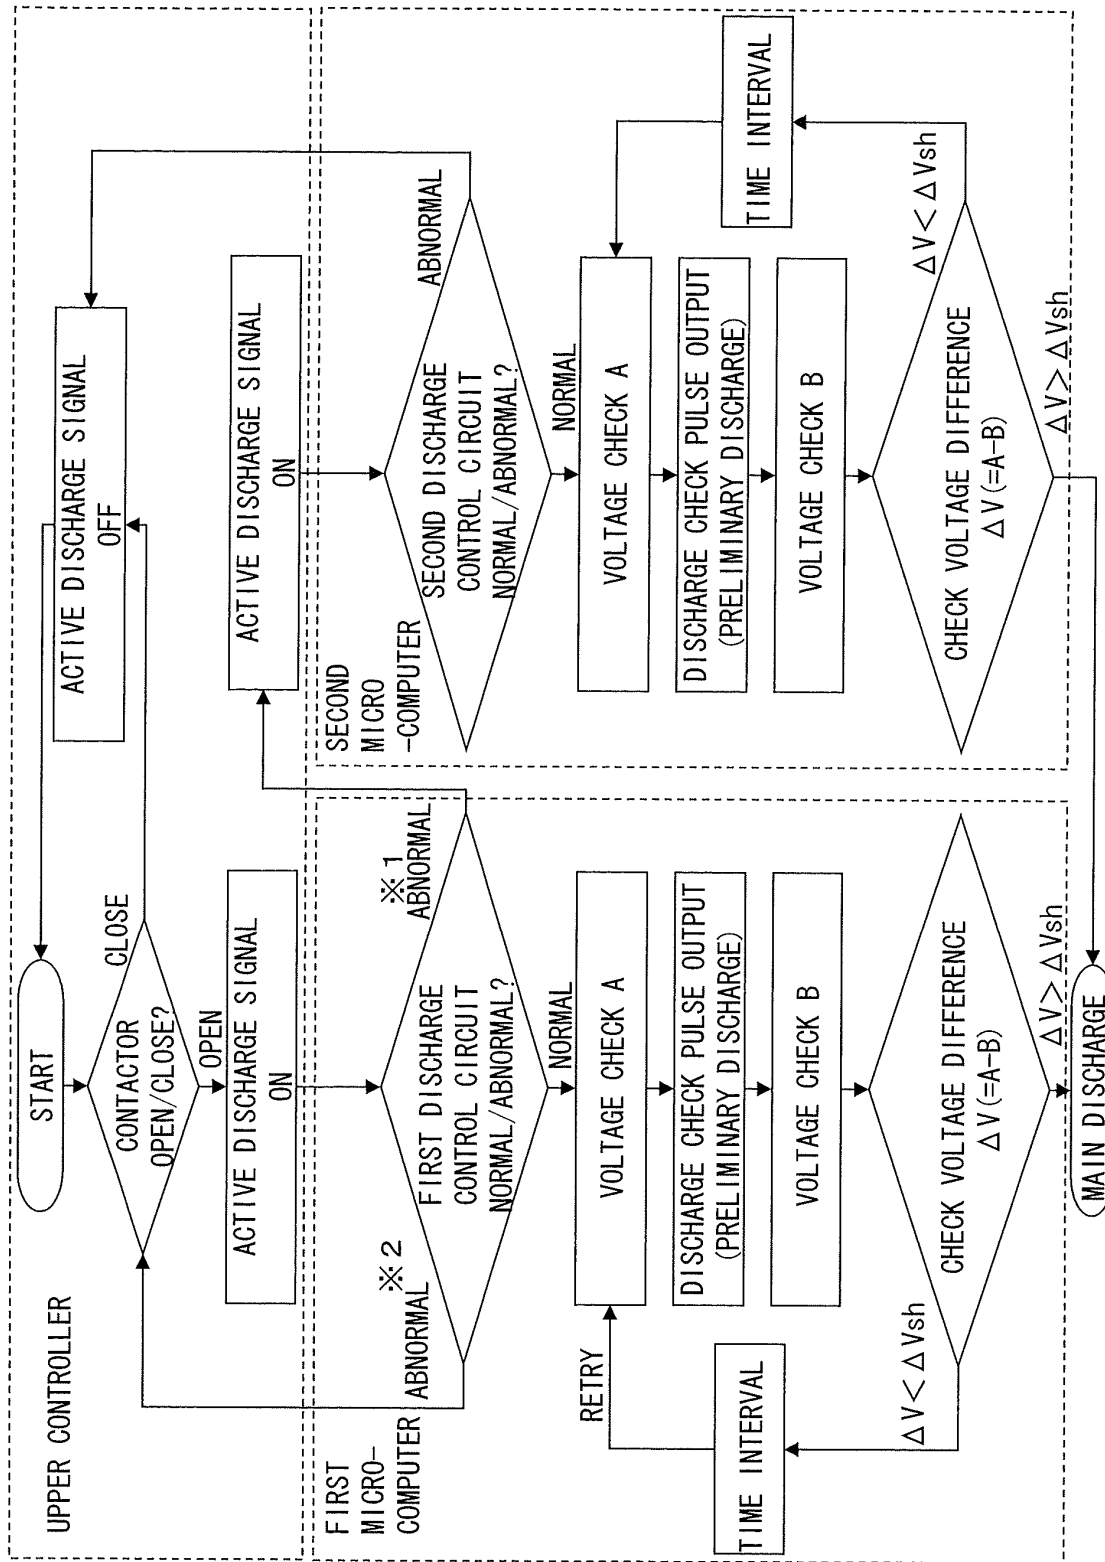 UPPER CONTROLLER
START
CONTACTOR
OPEN/CLOSE?
CLOSE
OPEN
ACTIVE DISCHARGE SIGNAL
OFF
ACTIVE DISCHARGE SIGNAL
ON
ACTIVE DISCHARGE SIGNAL
ON
FIRST
MICRO-
COMPUTER
※2
ABNORMAL
FIRST DISCHARGE
CONTROL CIRCUIT
NORMAL/ABNORMAL?
※1
ABNORMAL
NORMAL
RETRY
VOLTAGE CHECK A
DISCHARGE CHECK PULSE OUTPUT
(PRELIMINARY DISCHARGE)
TIME INTERVAL
VOLTAGE CHECK B
ΔV<ΔVsh
CHECK VOLTAGE DIFFERENCE
ΔV(=A-B)
ΔV>ΔVsh
SECOND
MICRO
-COMPUTER
SECOND DISCHARGE
CONTROL CIRCUIT
NORMAL/ABNORMAL?
ABNORMAL
NORMAL
VOLTAGE CHECK A
DISCHARGE CHECK PULSE OUTPUT
(PRELIMINARY DISCHARGE)
TIME INTERVAL
VOLTAGE CHECK B
ΔV<ΔVsh
CHECK VOLTAGE DIFFERENCE
ΔV(=A-B)
ΔV>ΔVsh
MAIN DISCHARGE